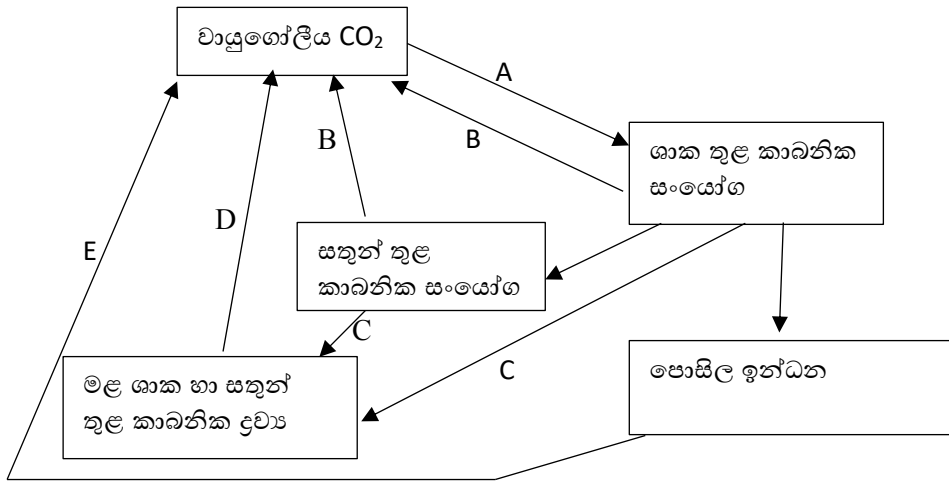 වායුගෝලීය CO₂
A
B
B
ශාක තුළ කාබනික
සංයෝග
D
E
සතුන් තුළ
කාබනික සංයෝග
C
C
මළ ශාක හා සතුන්
තුළ කාබනික ද්‍රව්‍ය
පොසිල ඉන්ධන